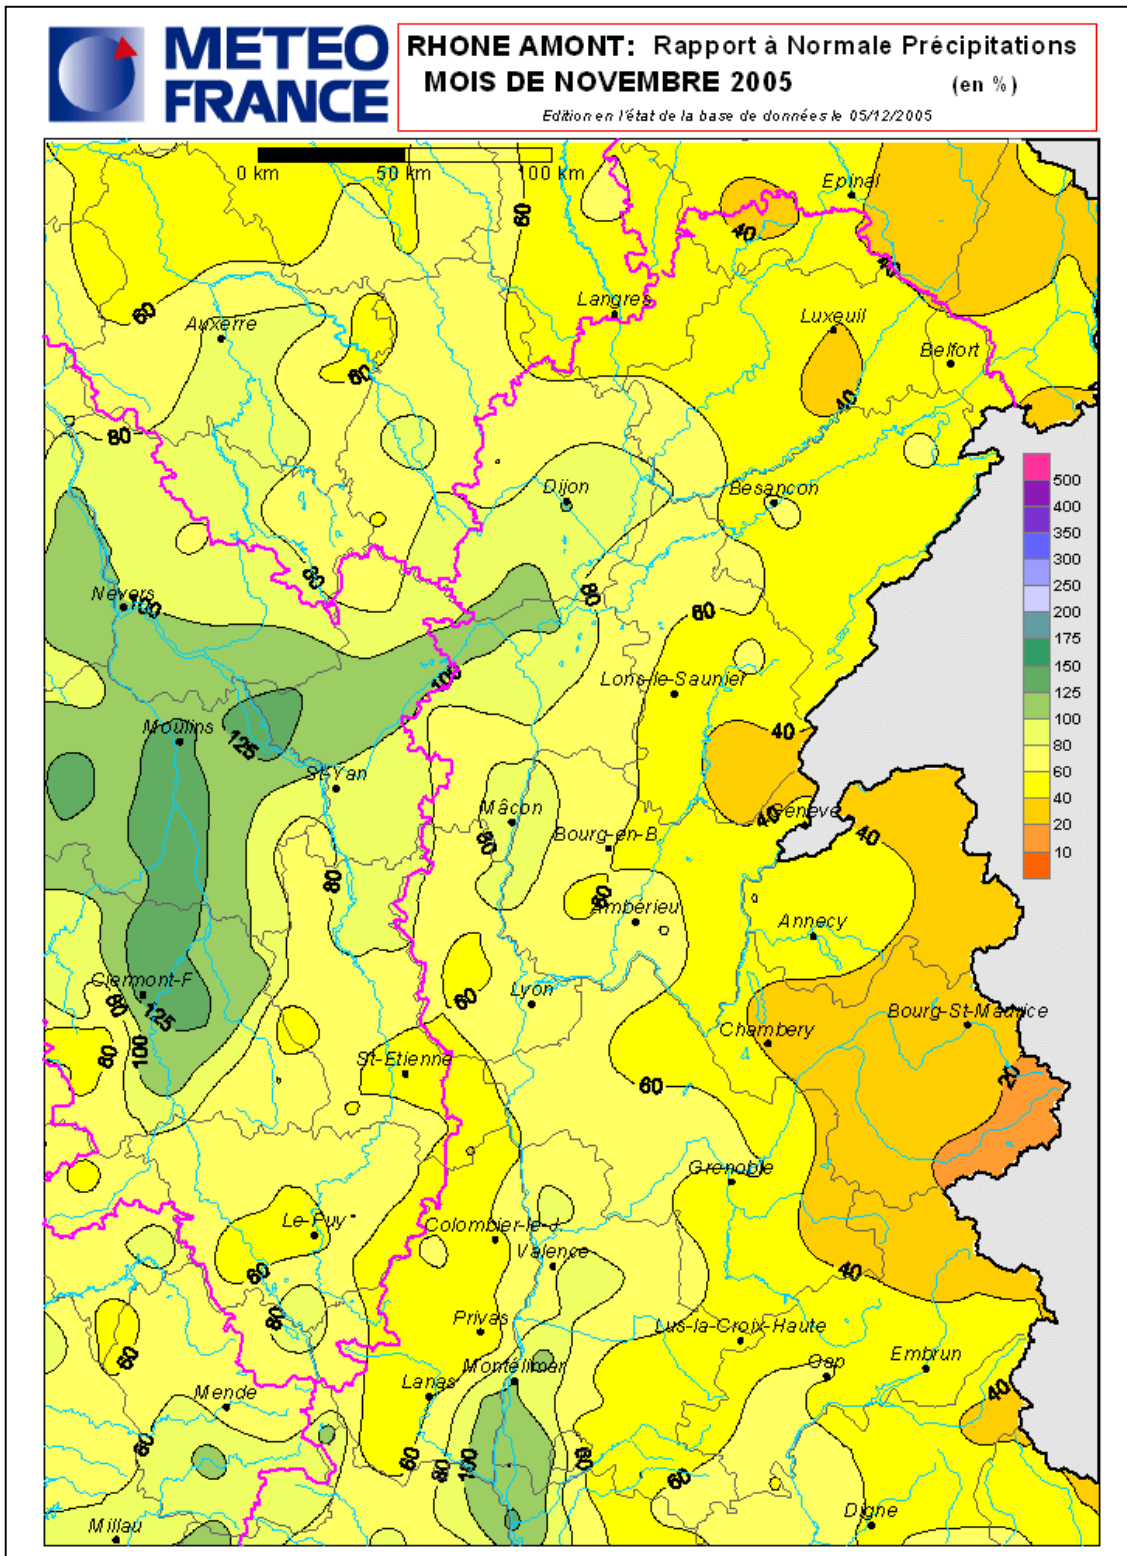 METEO
FRANCE
RHONE AMONT: Rapport à Normale Précipitations
MOIS DE NOVEMBRE 2005 (en %)
Edition en l'état de la base de données le 05/12/2005
0 km 50 km 100 km
Epinal
60
40
40
Langres
60
Auxerre
Luxeuil
Belfort
60
40
80
Dijon
Besançon
500
400
350
300
250
200
175
150
125
100
80
60
40
20
10
80
80
Nevers
100
60
100
Lons-le-Saunier
Moulins
125
40
St-Yan
Mâcon
80
Genève
40
40
Bourg-en-B.
80
60
Ambérieu
Annecy
Clermont-F
80
125
60
Lyon
Bourg-St-Maurice
Chambery
100
60
St-Etienne
60
20
Grenoble
Le-Puy
Colombier-le-J
Valence
60
40
80
Privas
Lus-la-Croix-Haute
60
Montélimar
Gap
Embrun
Lanas
Mende
40
60
60
80
100
60
60
Millau
Digne